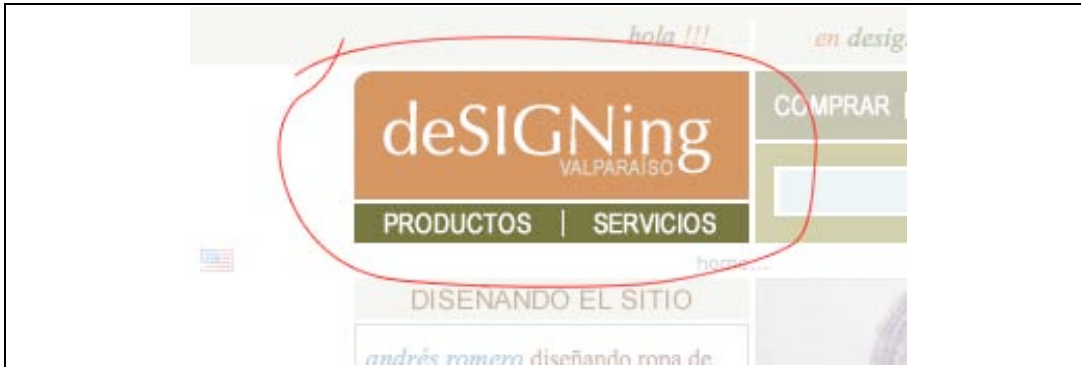 hola !!!
en desig
deSIGNing
VALPARAÍSO
COMPRAR |
PRODUCTOS | SERVICIOS
home...
DISENANDO EL SITIO
andrés romero diseñando ropa de